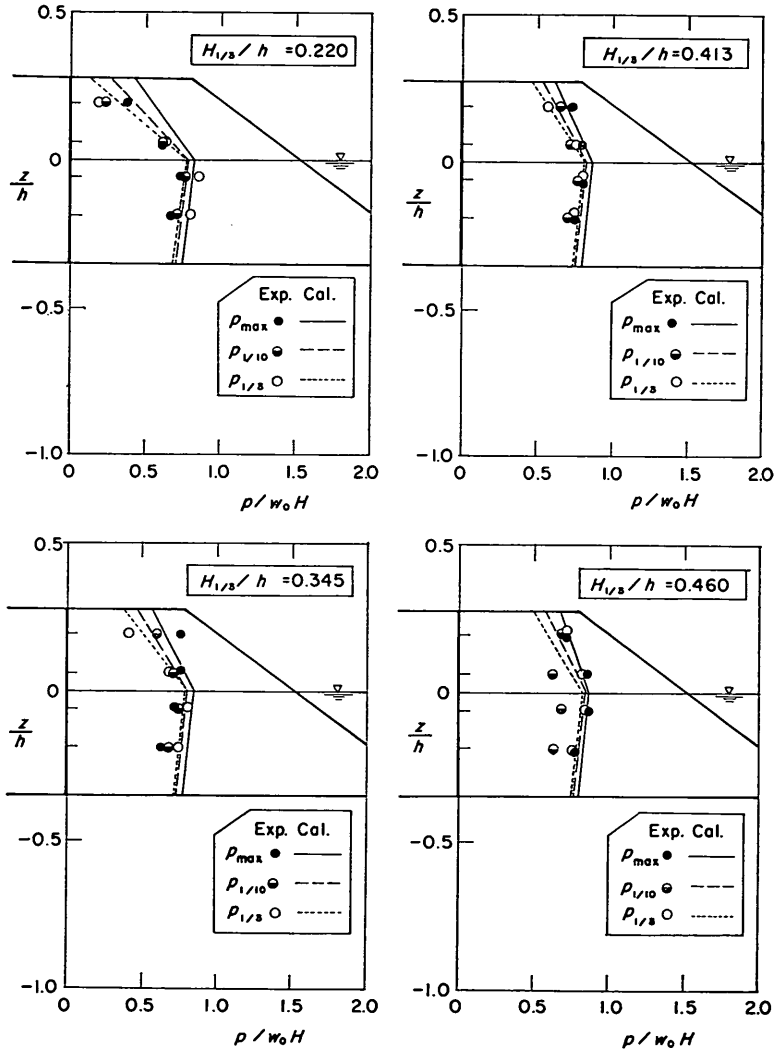 0.5
H₁/₃ / h = 0.220
0
z/h
−0.5
Exp. Cal.
pmax
p₁/₁₀
p₁/₃
−1.0
0 0.5 1.0 1.5 2.0
p / w₀H
0.5
H₁/₃ / h = 0.413
0
z/h
−0.5
Exp. Cal.
pmax
p₁/₁₀
p₁/₃
−1.0
0 0.5 1.0 1.5 2.0
p / w₀H
0.5
H₁/₃ / h = 0.345
0
z/h
−0.5
Exp. Cal.
pmax
p₁/₁₀
p₁/₃
−1.0
0 0.5 1.0 1.5 2.0
p / w₀H
0.5
H₁/₃ / h = 0.460
0
z/h
−0.5
Exp. Cal.
pmax
p₁/₁₀
p₁/₃
−1.0
0 0.5 1.0 1.5 2.0
p / w₀H